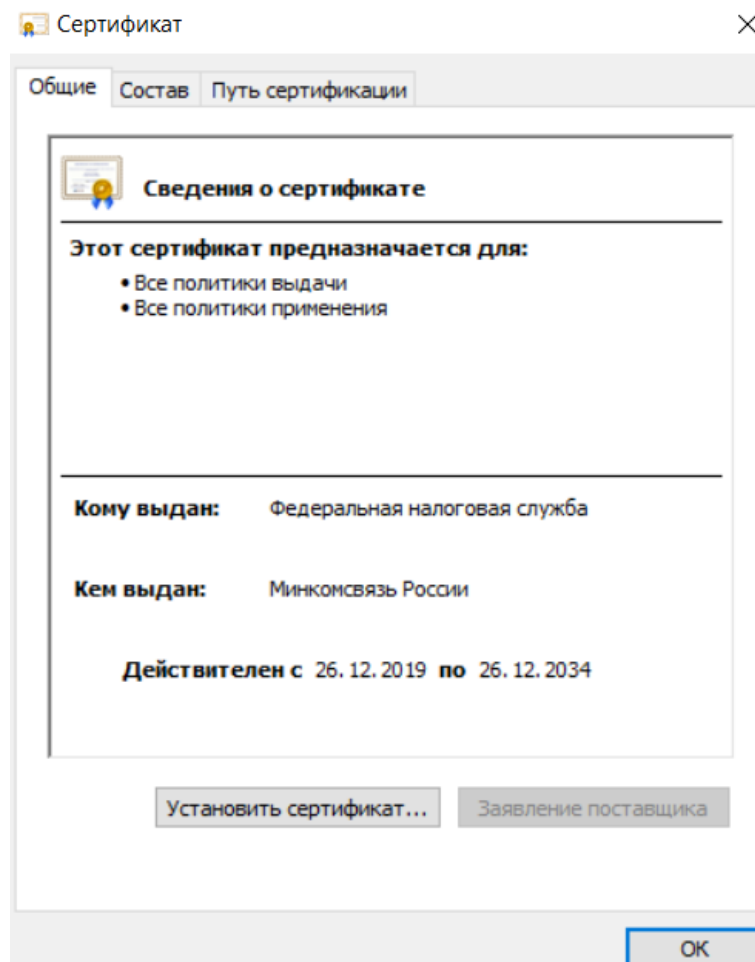 Сертификат
Общие Состав Путь сертификации
Сведения о сертификате
Этот сертификат предназначается для:
• Все политики выдачи
• Все политики применения
Кому выдан: Федеральная налоговая служба
Кем выдан: Минкомсвязь России
Действителен с 26.12.2019 по 26.12.2034
Установить сертификат... Заявление поставщика
ОК